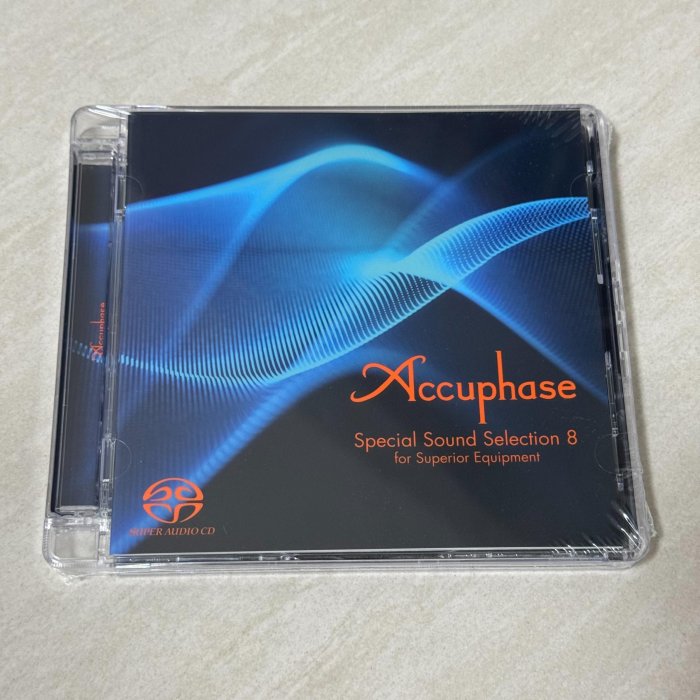 Accuphase
Accuphase
Special Sound Selection 8
for Superior Equipment
SUPER AUDIO CD